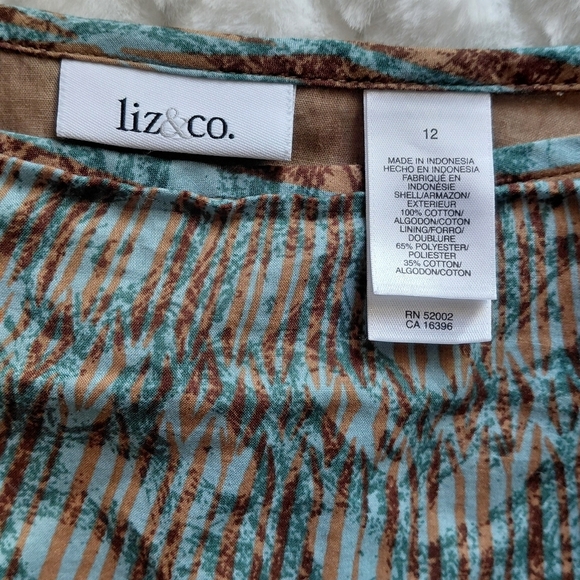 liz&co.
12
MADE IN INDONESIA
HECHO EN INDONESIA
FABRIQUÉ EN
INDONÉSIE
SHELL/ARMAZON/
EXTERIEUR
100% COTTON/
ALGODON/COTON
LINING/FORRO/
DOUBLURE
65% POLYESTER/
POLIESTER
35% COTTON/
ALGODON/COTON
RN 52002
CA 16396